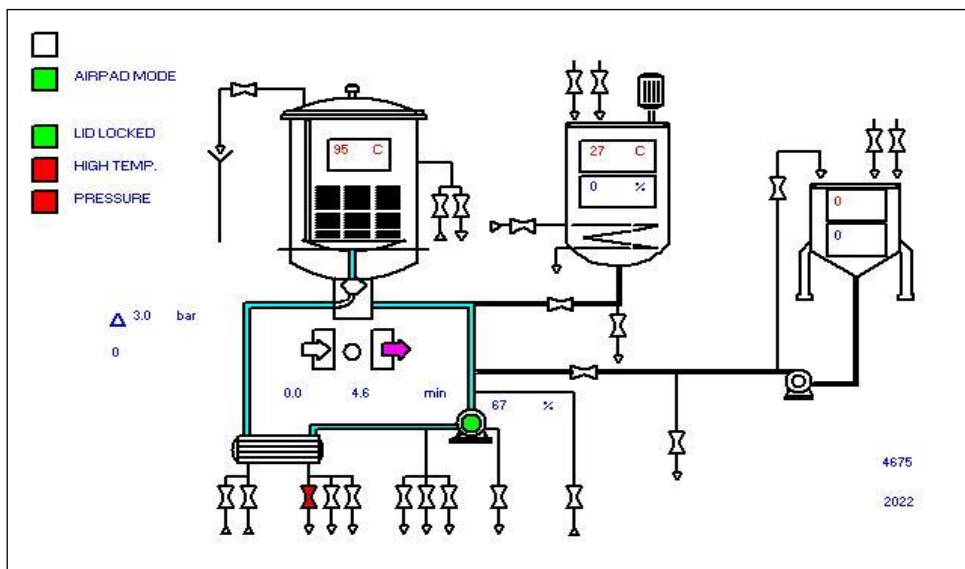 AIRPAD MODE
LID LOCKED
HIGH TEMP.
PRESSURE
95 C
27 C
0 %
0
0
Δ 3.0 bar
0
0.0 4.6 min
67 %
4675
2022